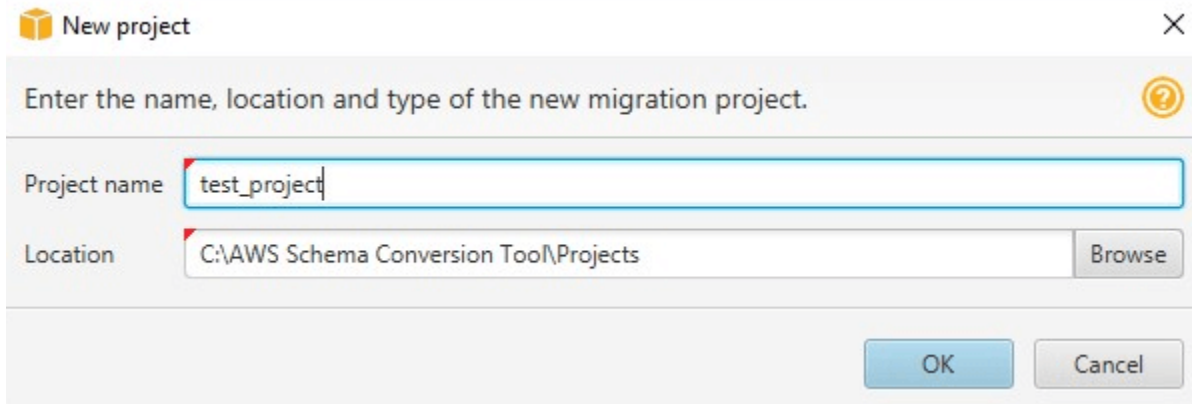 New project
Enter the name, location and type of the new migration project.
Project name test_project
Location C:\AWS Schema Conversion Tool\Projects Browse
OK Cancel